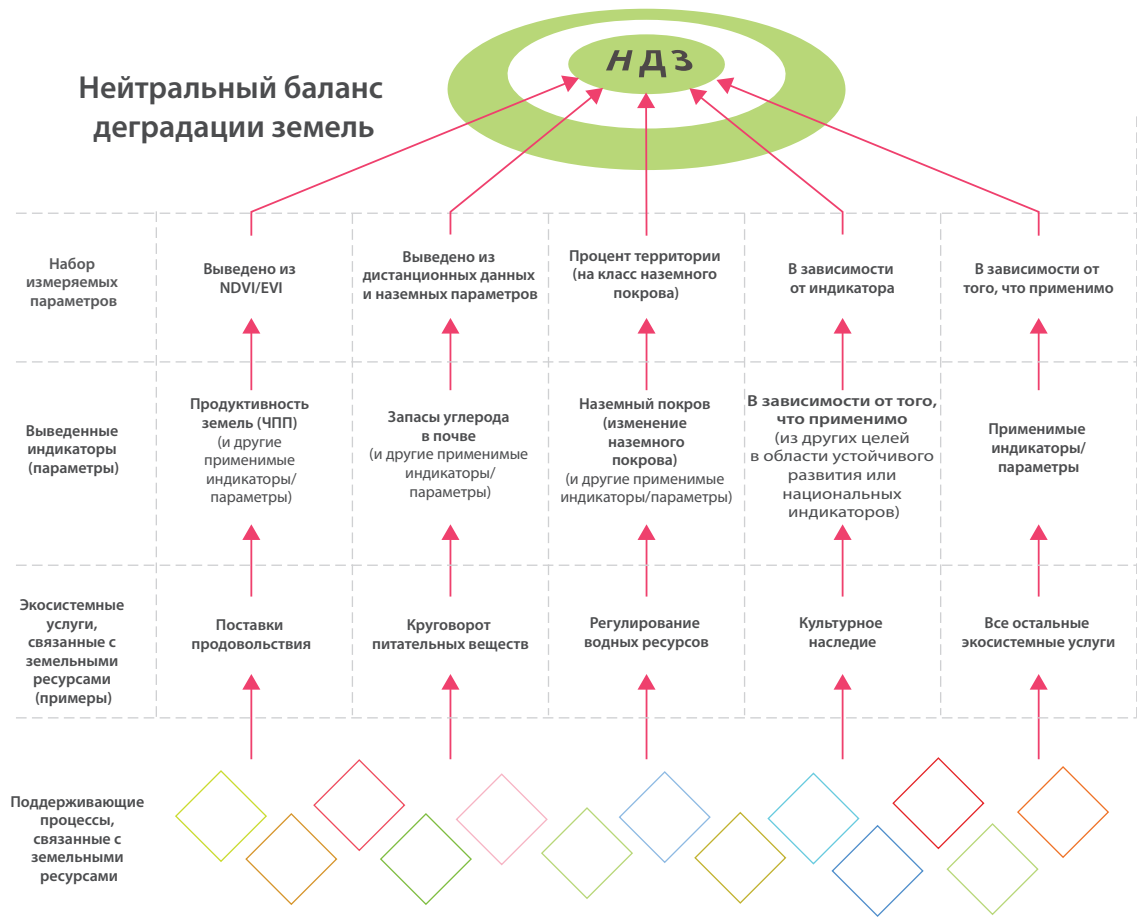 НДЗ
Нейтральный баланс
деградации земель
Набор
измеряемых
параметров
Выведено из
NDVI/EVI
Выведено из
дистанционных данных
и наземных параметров
Процент территории
(на класс наземного
покрова)
В зависимости
от индикатора
В зависимости от
того, что применимо
Выведенные
индикаторы
(параметры)
Продуктивность
земель (ЧПП)
(и другие
применимые
индикаторы/
параметры)
Запасы углерода
в почве
(и другие применимые
индикаторы/
параметры)
Наземный покров
(изменение
наземного
покрова)
(и другие применимые
индикаторы/параметры)
В зависимости от того,
что применимо
(из других целей
в области устойчивого
развития или
национальных
индикаторов)
Применимые
индикаторы/
параметры
Экосистемные
услуги,
связанные с
земельными
ресурсами
(примеры)
Поставки
продовольствия
Круговорот
питательных веществ
Регулирование
водных ресурсов
Культурное
наследие
Все остальные
экосистемные услуги
Поддерживающие
процессы,
связанные с
земельными
ресурсами